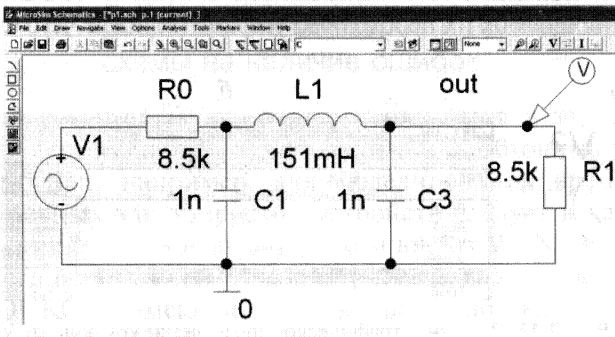 MicroSim Schematics - [*p1.sch p.1 (current) ]
File Edit Draw Navigate View Options Analysis Tools Markers Window Help
C
None
V I
V
R0 L1 out
V1
+
8.5k 151mH 8.5k R1
1n C1 1n C3
-
0